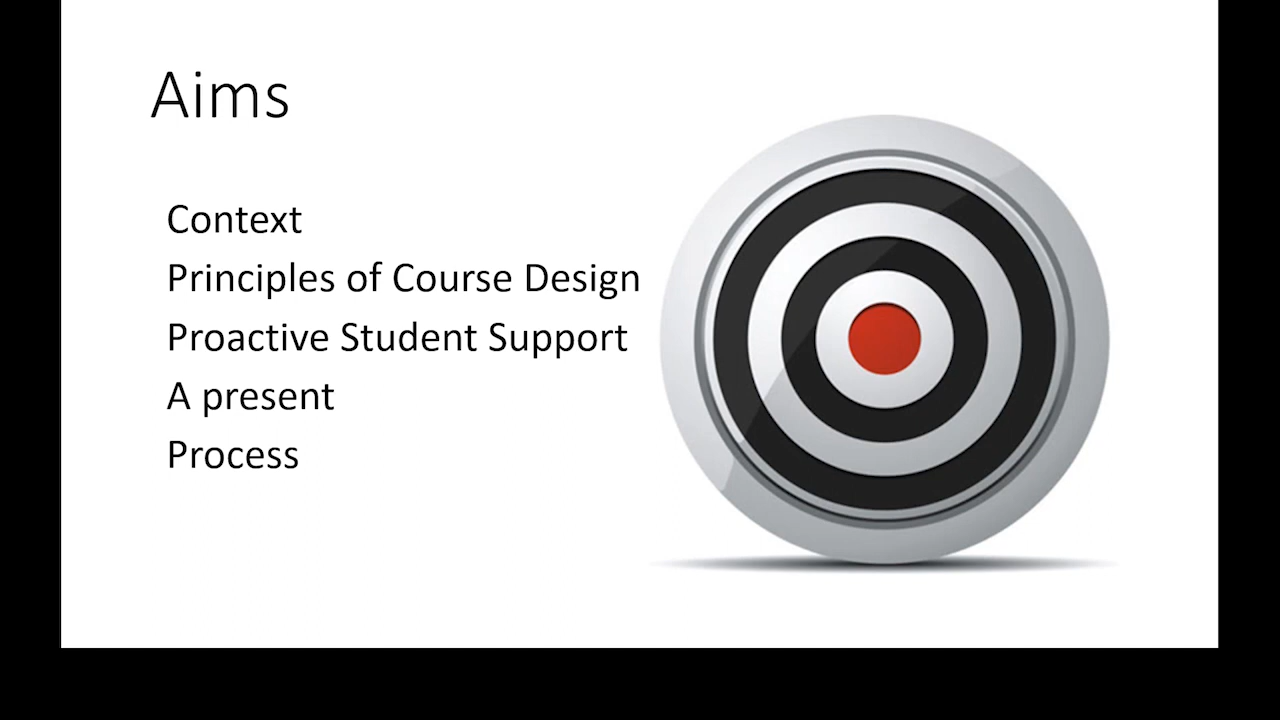 Aims
Context
Principles of Course Design
Proactive Student Support
A present
Process